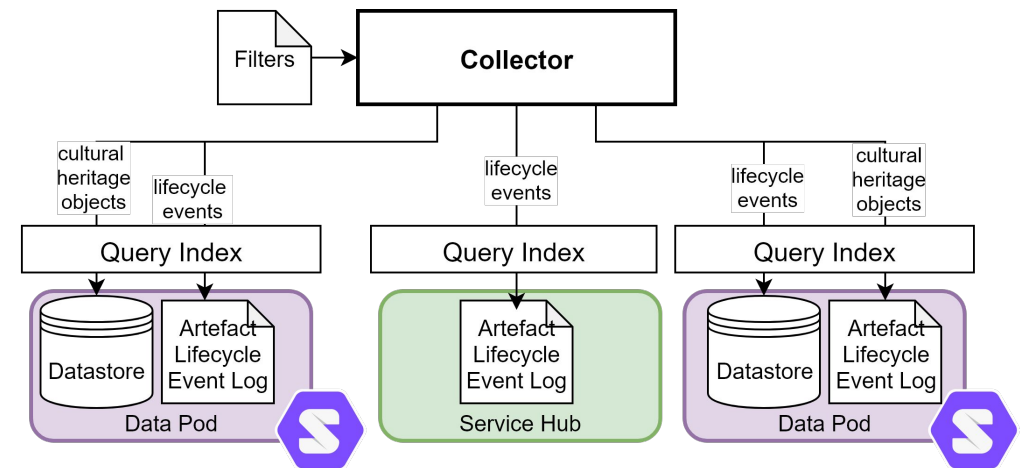 Filters
Collector
cultural
heritage
objects
lifecycle
events
lifecycle
events
lifecycle
events
cultural
heritage
objects
Query Index
Query Index
Query Index
Datastore
Artefact
Lifecycle
Event Log
Data Pod
Artefact
Lifecycle
Event Log
Service Hub
Datastore
Artefact
Lifecycle
Event Log
Data Pod